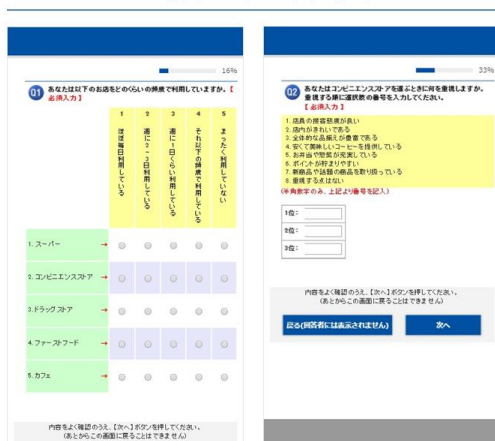 16%
Q1 あなたは以下のお店をどのくらいの頻度で利用していますか。【
必須入力】
1 2 3 4 5
ほぼ毎日利用している
週に2-3日利用している
週に1日くらい利用している
それ以下の頻度で利用している
まったく利用していない
1. スーパー →
2. コンビニエンスストア →
3. ドラッグストア →
4. ファーストフード →
5. カフェ →
内容をよく確認のうえ、【次へ】ボタンを押してください。
(あとからこの画面に戻ることはできません)
33%
Q2 あなたはコンビニエンスストアを選ぶときに何を重視しますか。
重視する順に選択肢の番号を入力してください。
【必須入力】
1. 店員の接客態度が良い
2. 店内がきれいである
3. 全体的な品揃えが豊富である
4. 安くて美味しいコーヒーを提供している
5. お弁当や惣菜が充実している
6. ポイントが貯まりやすい
7. 新商品や話題の商品を取り扱っている
8. 重視する点はない
(半角数字のみ、上記より番号を記入)
1位:
2位:
3位:
内容をよく確認のうえ、【次へ】ボタンを押してください。
(あとからこの画面に戻ることはできません)
戻る(回答者には表示されません)
次へ